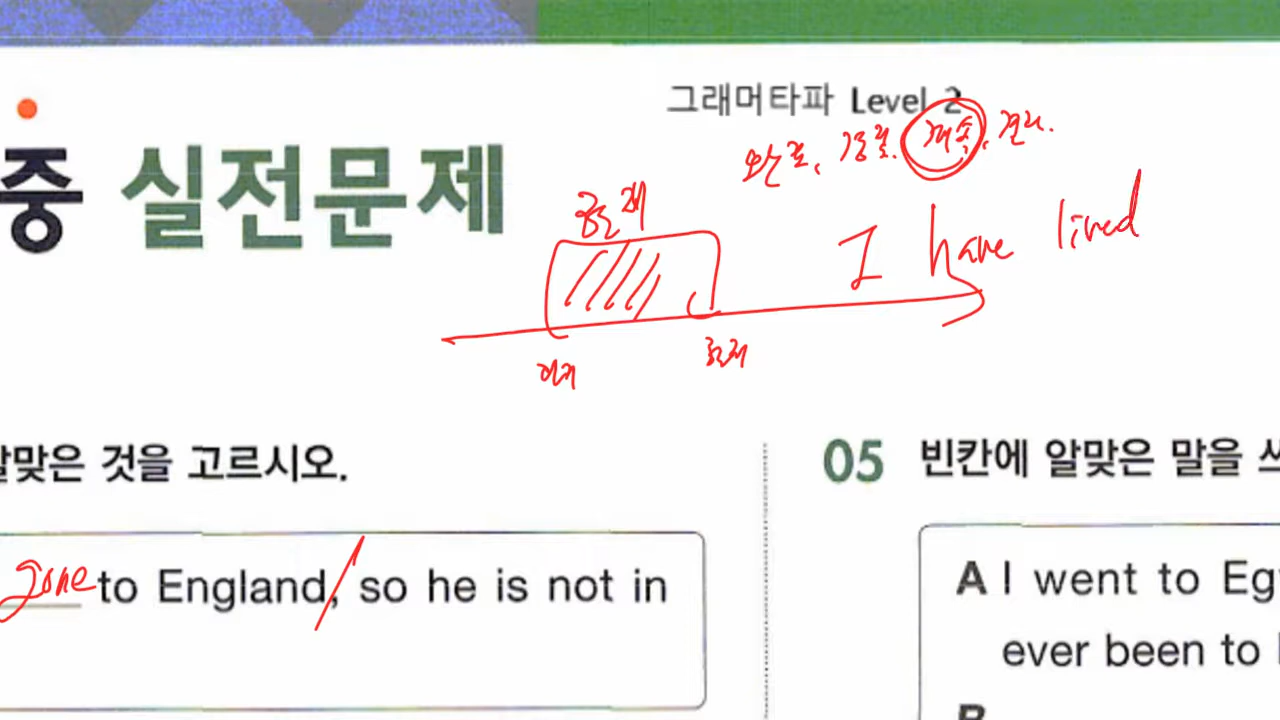 그래머타파 Level 2
완료, 경험, 계속, 결과.
중 실전문제
현재
I have lived
과거
현재
알맞은 것을 고르시오.
05 빈칸에 알맞은 말을 쓰
gone to England, so he is not in
A I went to Eg
ever been to
B